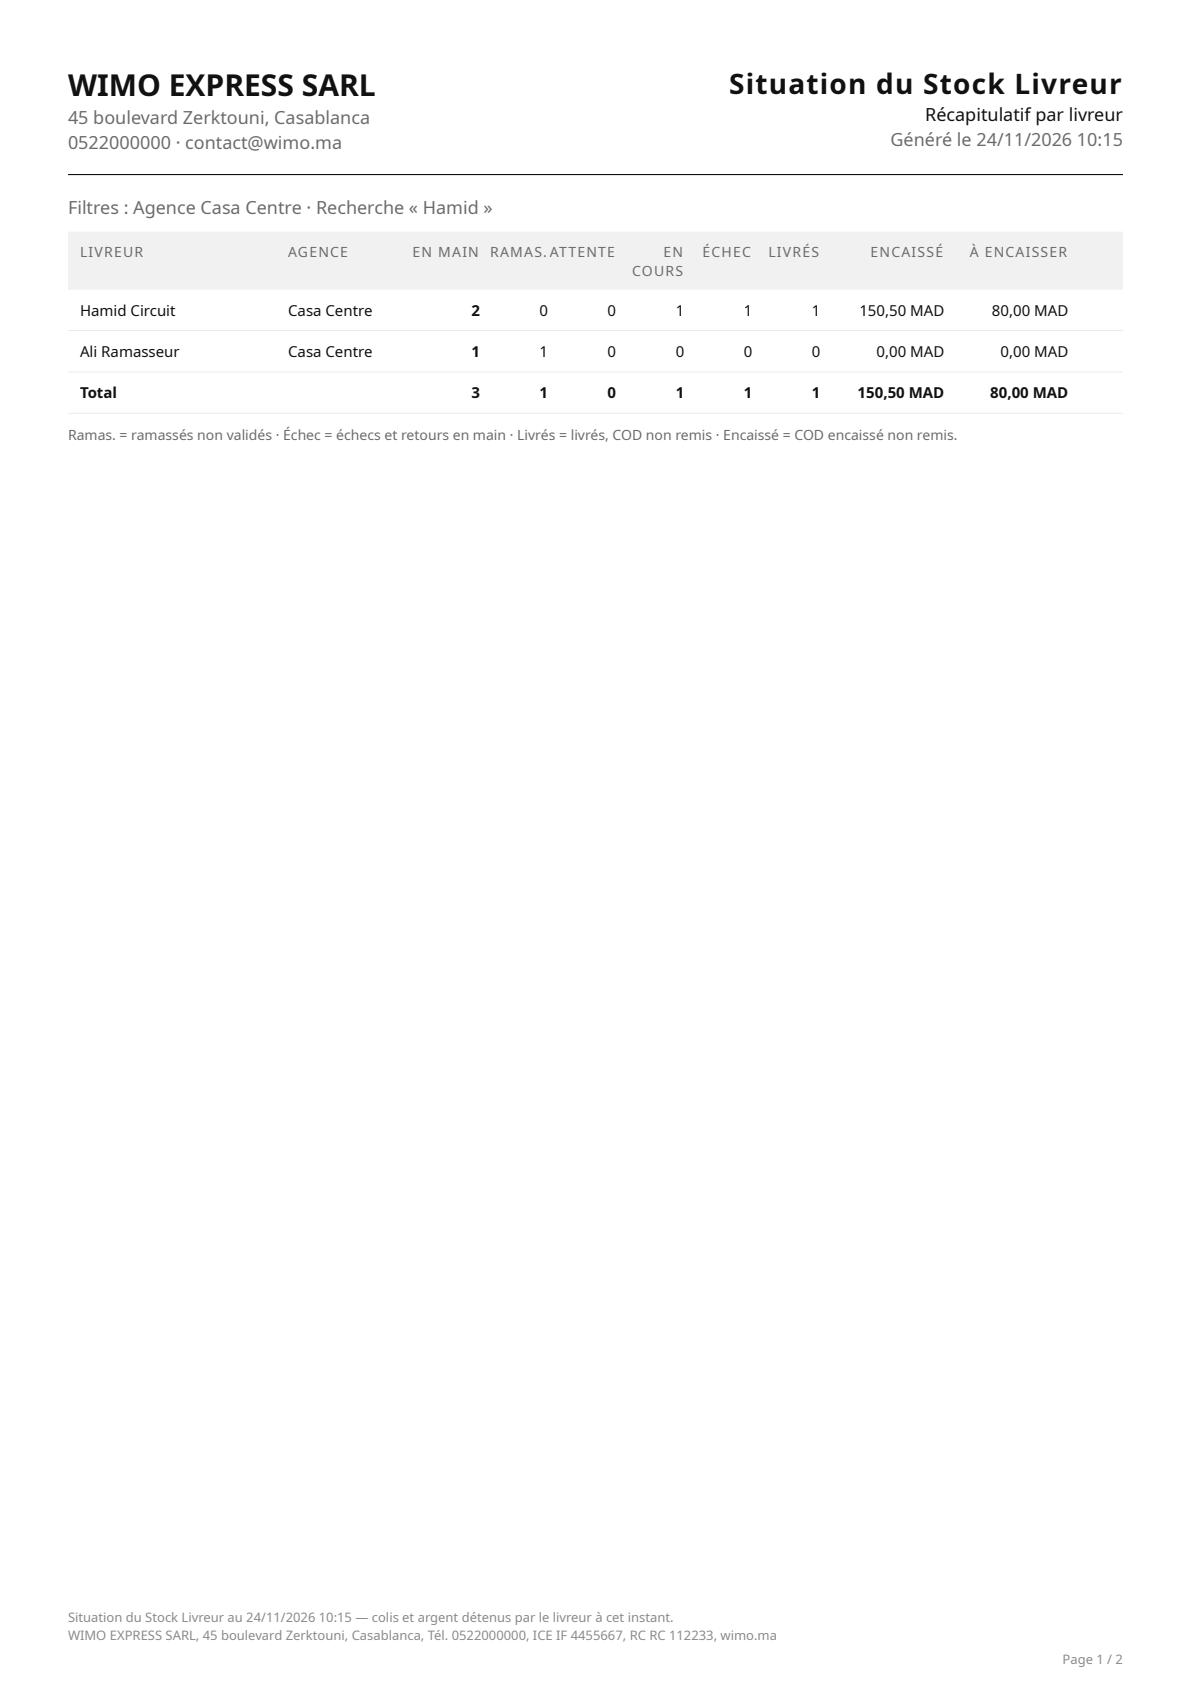 WIMO EXPRESS SARL
45 boulevard Zerktouni, Casablanca
0522000000 · contact@wimo.ma
Situation du Stock Livreur
Récapitulatif par livreur
Généré le 24/11/2026 10:15
Filtres : Agence Casa Centre · Recherche « Hamid »
LIVREUR AGENCE EN MAIN RAMAS. ATTENTE EN COURS ÉCHEC LIVRÉS ENCAISSÉ À ENCAISSER
Hamid Circuit Casa Centre 2 0 0 1 1 1 150,50 MAD 80,00 MAD
Ali Ramasseur Casa Centre 1 1 0 0 0 0 0,00 MAD 0,00 MAD
Total 3 1 0 1 1 1 150,50 MAD 80,00 MAD
Ramas. = ramassés non validés · Échec = échecs et retours en main · Livrés = livrés, COD non remis · Encaissé = COD encaissé non remis.
Situation du Stock Livreur au 24/11/2026 10:15 — colis et argent détenus par le livreur à cet instant.
WIMO EXPRESS SARL, 45 boulevard Zerktouni, Casablanca, Tél. 0522000000, ICE IF 4455667, RC RC 112233, wimo.ma
Page 1 / 2